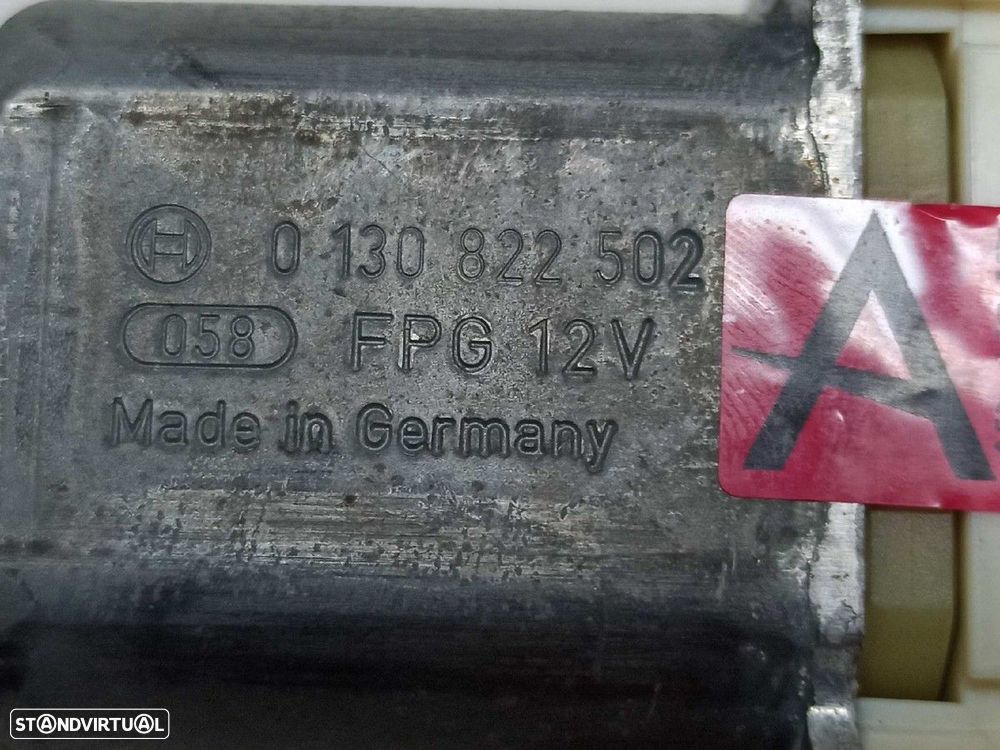 0 130 822 502
058 FPG 12V
Made in Germany
A
STANDVIRTUAL